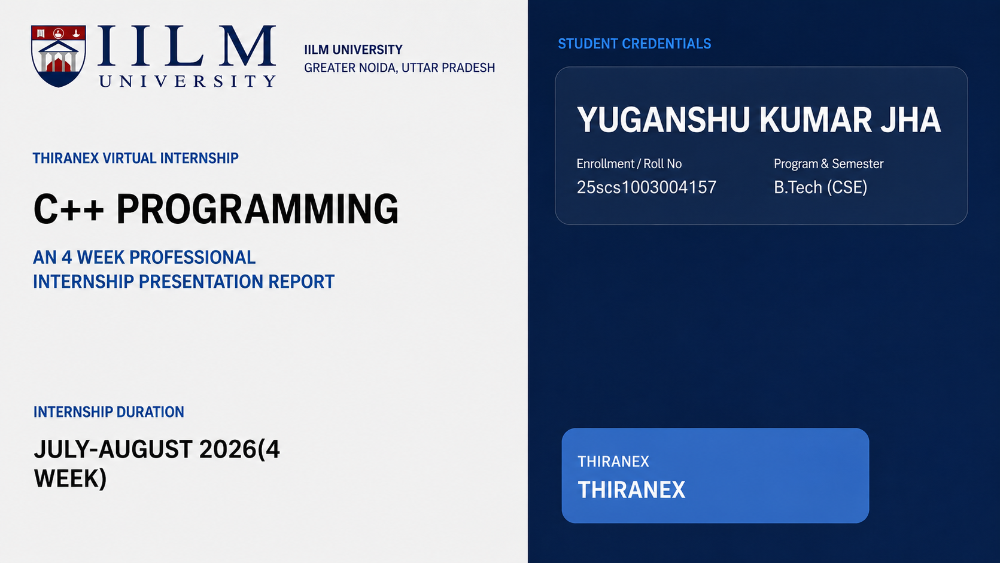 IILM
UNIVERSITY
IILM UNIVERSITY
GREATER NOIDA, UTTAR PRADESH
THIRANEX VIRTUAL INTERNSHIP
C++ PROGRAMMING
AN 4 WEEK PROFESSIONAL
INTERNSHIP PRESENTATION REPORT
INTERNSHIP DURATION
JULY-AUGUST 2026(4
WEEK)
STUDENT CREDENTIALS
YUGANSHU KUMAR JHA
Enrollment / Roll No
25scs1003004157
Program & Semester
B.Tech (CSE)
THIRANEX
THIRANEX